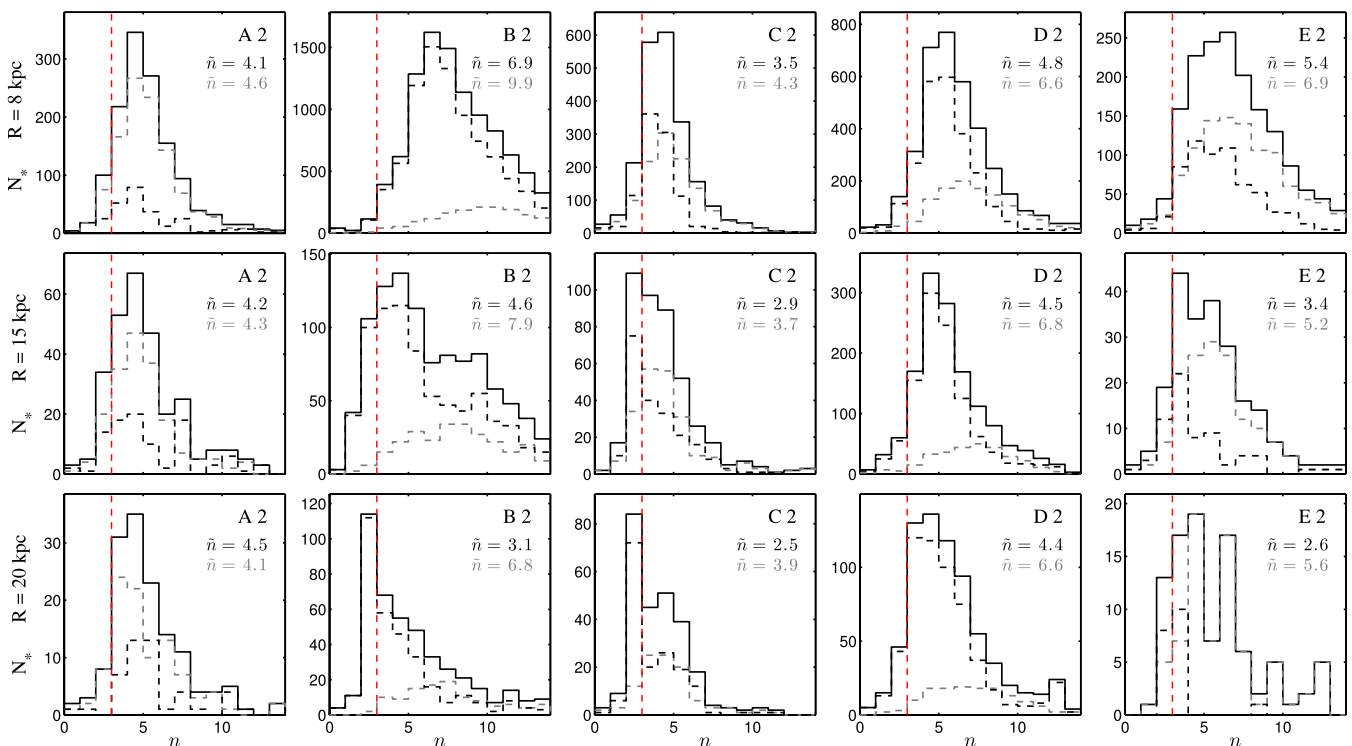 A 2
ñ = 4.1
ñ = 4.6
B 2
ñ = 6.9
ñ = 9.9
C 2
ñ = 3.5
ñ = 4.3
D 2
ñ = 4.8
ñ = 6.6
E 2
ñ = 5.4
ñ = 6.9
N* R = 8 kpc
300
200
100
0
1500
1000
500
0
600
500
400
300
200
100
0
800
600
400
200
0
250
200
150
100
50
0
A 2
ñ = 4.2
ñ = 4.3
B 2
ñ = 4.6
ñ = 7.9
C 2
ñ = 2.9
ñ = 3.7
D 2
ñ = 4.5
ñ = 6.8
E 2
ñ = 3.4
ñ = 5.2
N* R = 15 kpc
60
40
20
0
150
100
50
0
100
80
60
40
20
0
300
200
100
0
40
30
20
10
0
A 2
ñ = 4.5
ñ = 4.1
B 2
ñ = 3.1
ñ = 6.8
C 2
ñ = 2.5
ñ = 3.9
D 2
ñ = 4.4
ñ = 6.6
E 2
ñ = 2.6
ñ = 5.6
N* R = 20 kpc
30
20
10
0
120
100
80
60
40
20
0
80
60
40
20
0
100
50
0
20
15
10
5
0
0 5 10
0 5 10
0 5 10
0 5 10
0 5 10
n n n n n